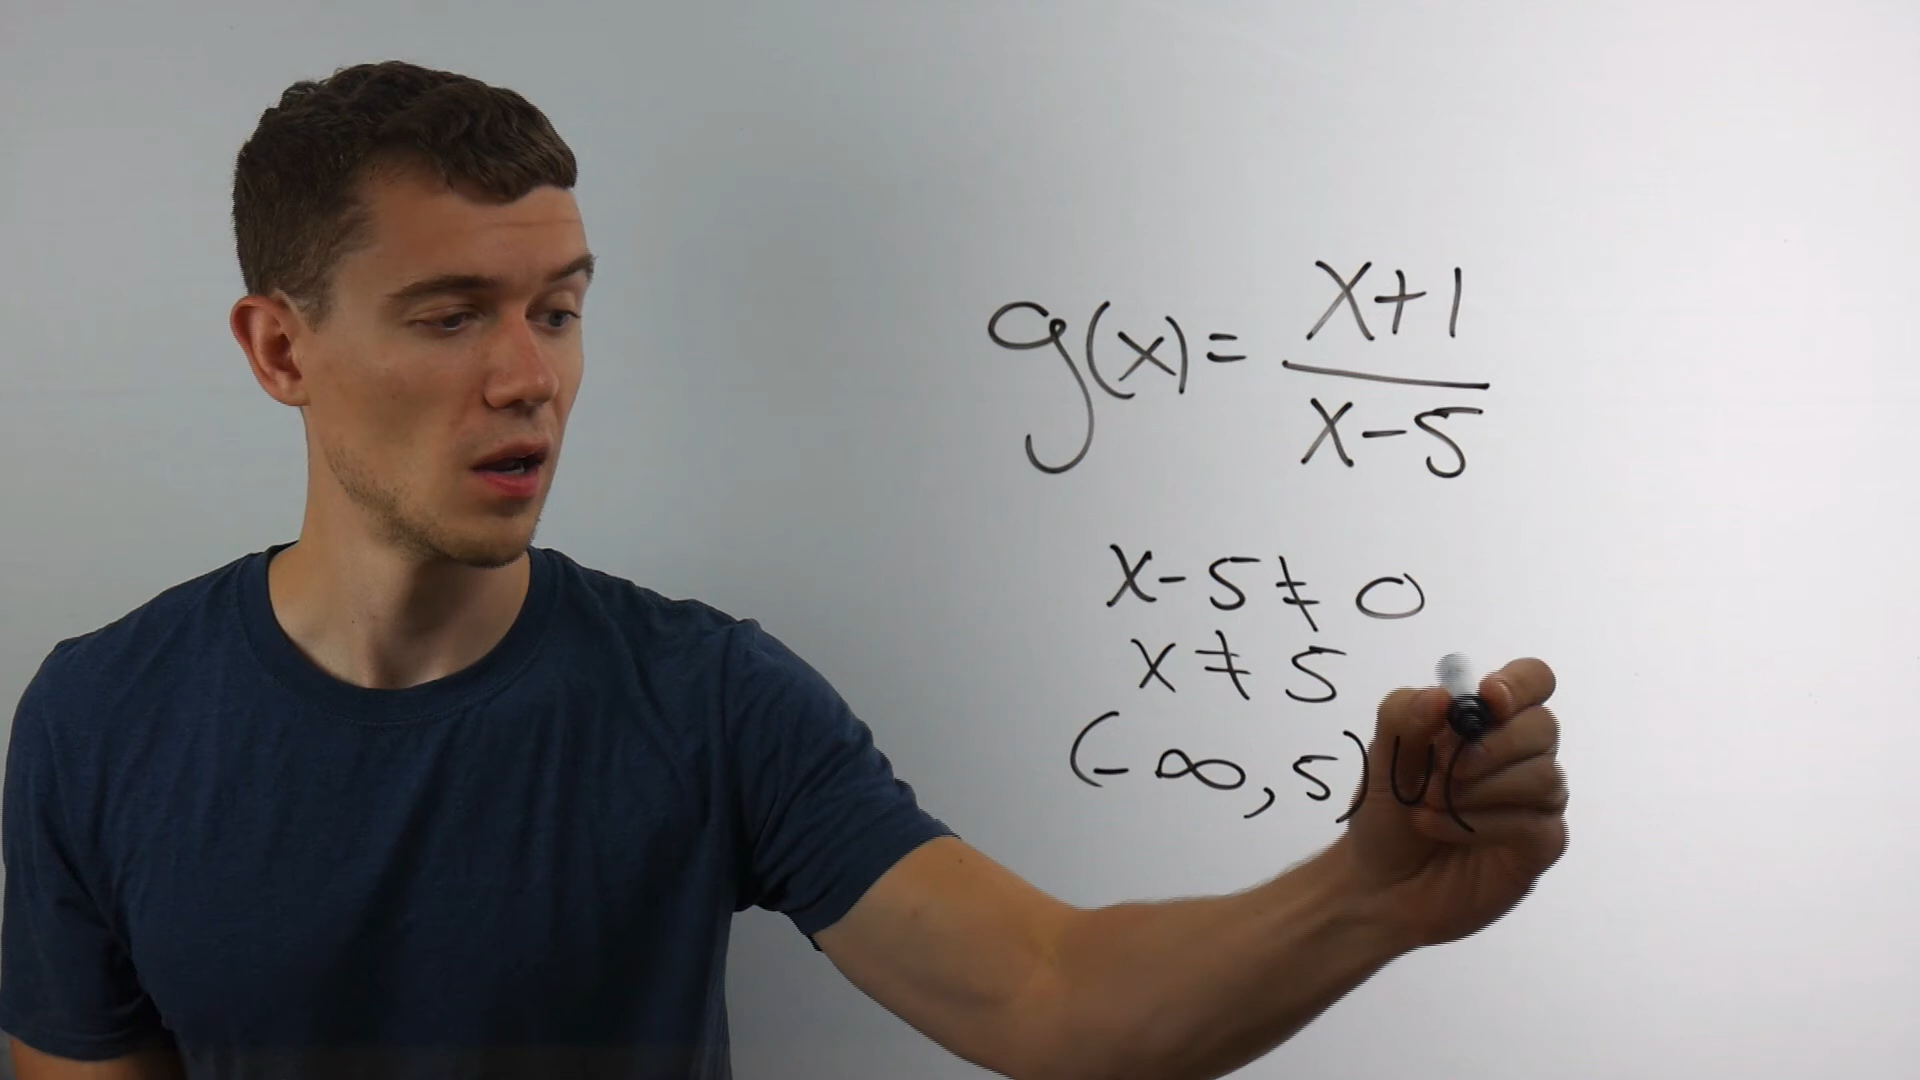 g(x) = x+1 / x-5
x-5 ≠ 0
x ≠ 5
(-∞, 5) ∪ (